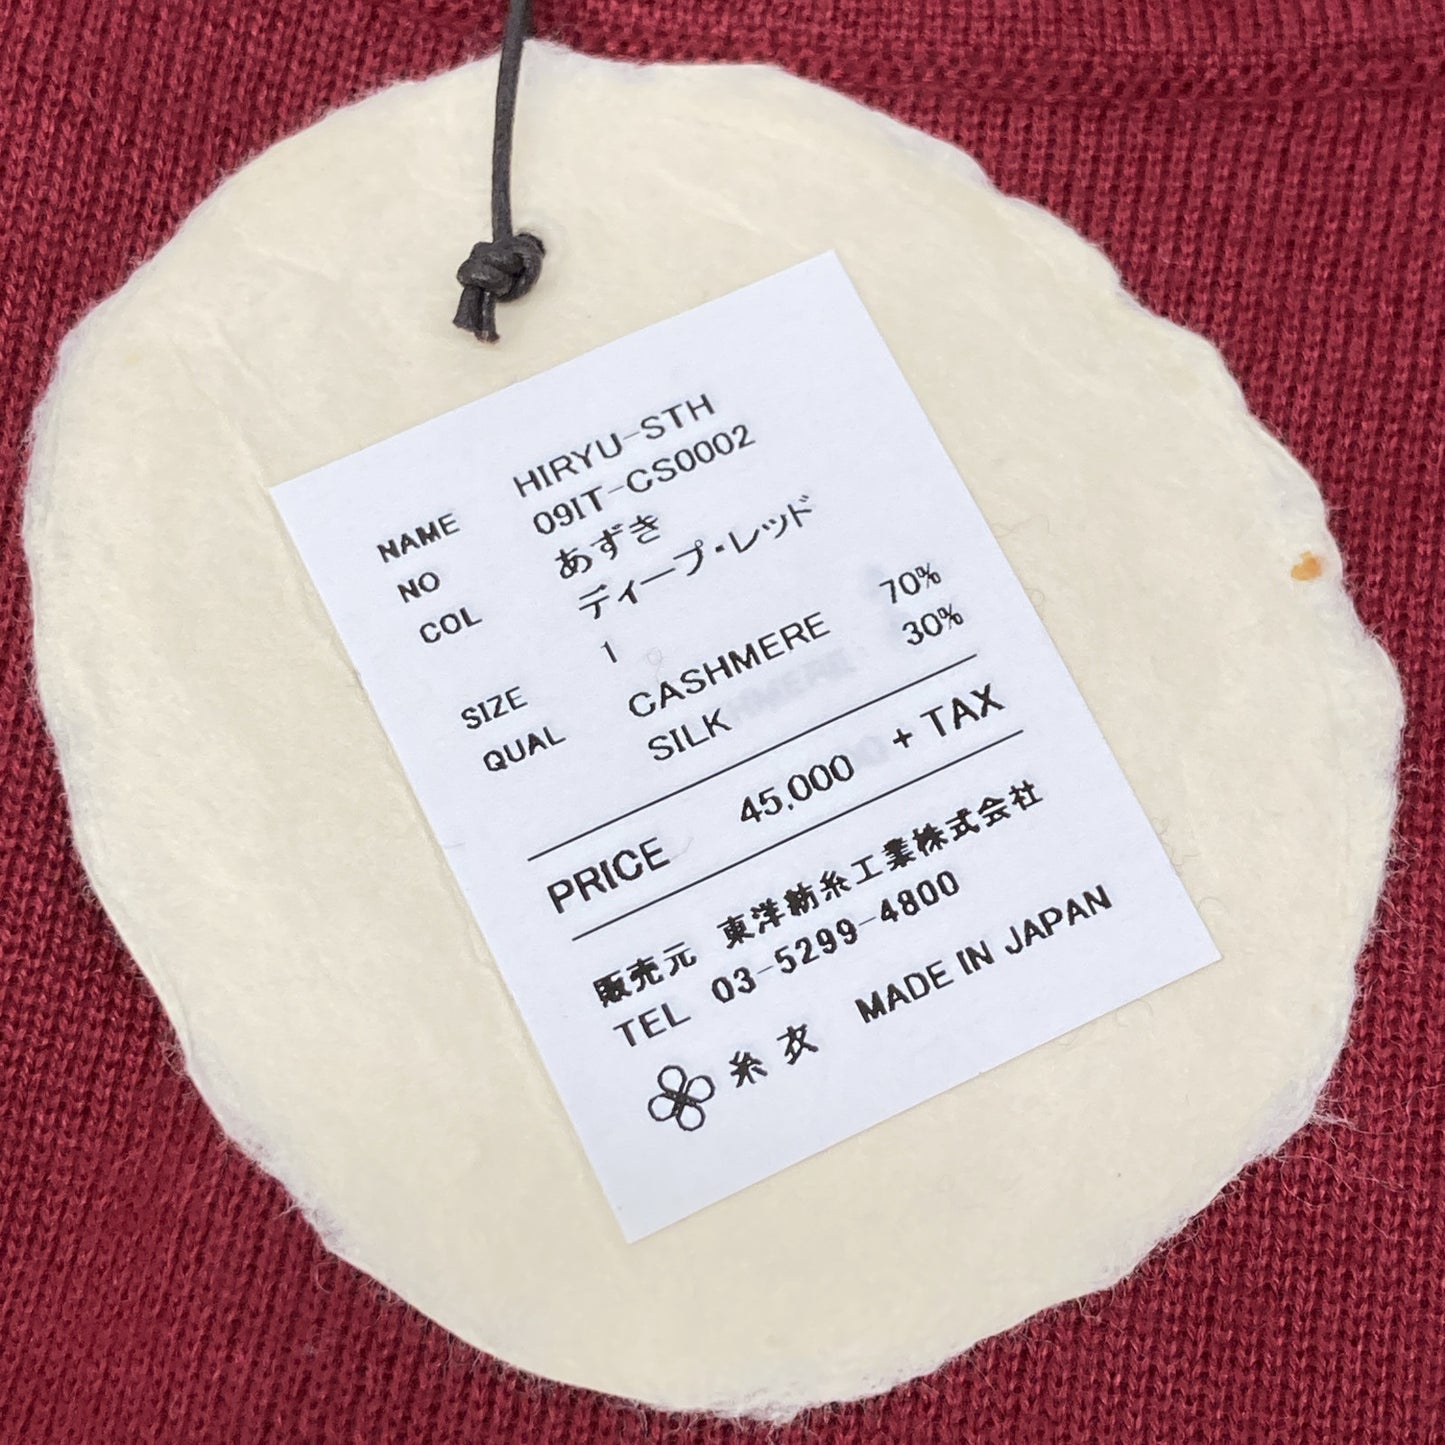 NAME HIRYU-STH
NO 09IT-CS0002
COL あずき
ディープ・レッド
SIZE 1
QUAL CASHMERE 70%
SILK 30%
PRICE 45,000 + TAX
販売元 東洋紡糸工業株式会社
TEL 03-5299-4800
糸衣 MADE IN JAPAN